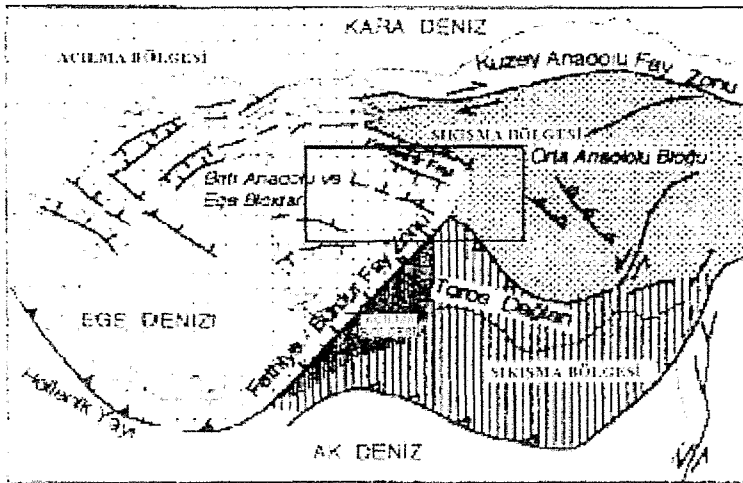 KARA DENİZ
AÇILMA BÖLGESİ
Kuzey Anadolu Fay Zonu
SIKIŞMA BÖLGESİ
Orta Anadolu Bloğu
Batı Anadolu ve
Ege Blokları
Fethiye - Burdur Fay Zonu
Toros Dağları
EGE DENİZİ
SIKIŞMA BÖLGESİ
Hellenik Yayı
AK DENİZ